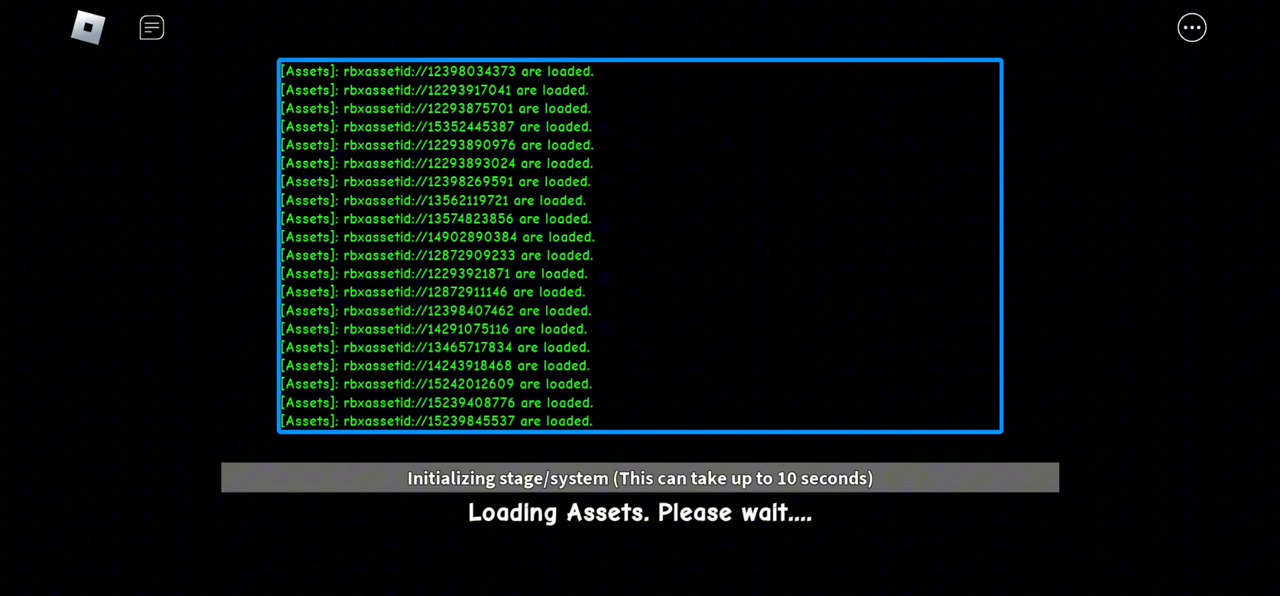 [Assets]: rbxassetid://12398034373 are loaded.
[Assets]: rbxassetid://12293917041 are loaded.
[Assets]: rbxassetid://12293875701 are loaded.
[Assets]: rbxassetid://15352445387 are loaded.
[Assets]: rbxassetid://12293890976 are loaded.
[Assets]: rbxassetid://12293893024 are loaded.
[Assets]: rbxassetid://12398269591 are loaded.
[Assets]: rbxassetid://13562119721 are loaded.
[Assets]: rbxassetid://13574823856 are loaded.
[Assets]: rbxassetid://14902890384 are loaded.
[Assets]: rbxassetid://12872909233 are loaded.
[Assets]: rbxassetid://12293921871 are loaded.
[Assets]: rbxassetid://12872911146 are loaded.
[Assets]: rbxassetid://12398407462 are loaded.
[Assets]: rbxassetid://14291075116 are loaded.
[Assets]: rbxassetid://13465717834 are loaded.
[Assets]: rbxassetid://14243918468 are loaded.
[Assets]: rbxassetid://15242012609 are loaded.
[Assets]: rbxassetid://15239408776 are loaded.
[Assets]: rbxassetid://15239845537 are loaded.
Initializing stage/system (This can take up to 10 seconds)
Loading Assets. Please wait....